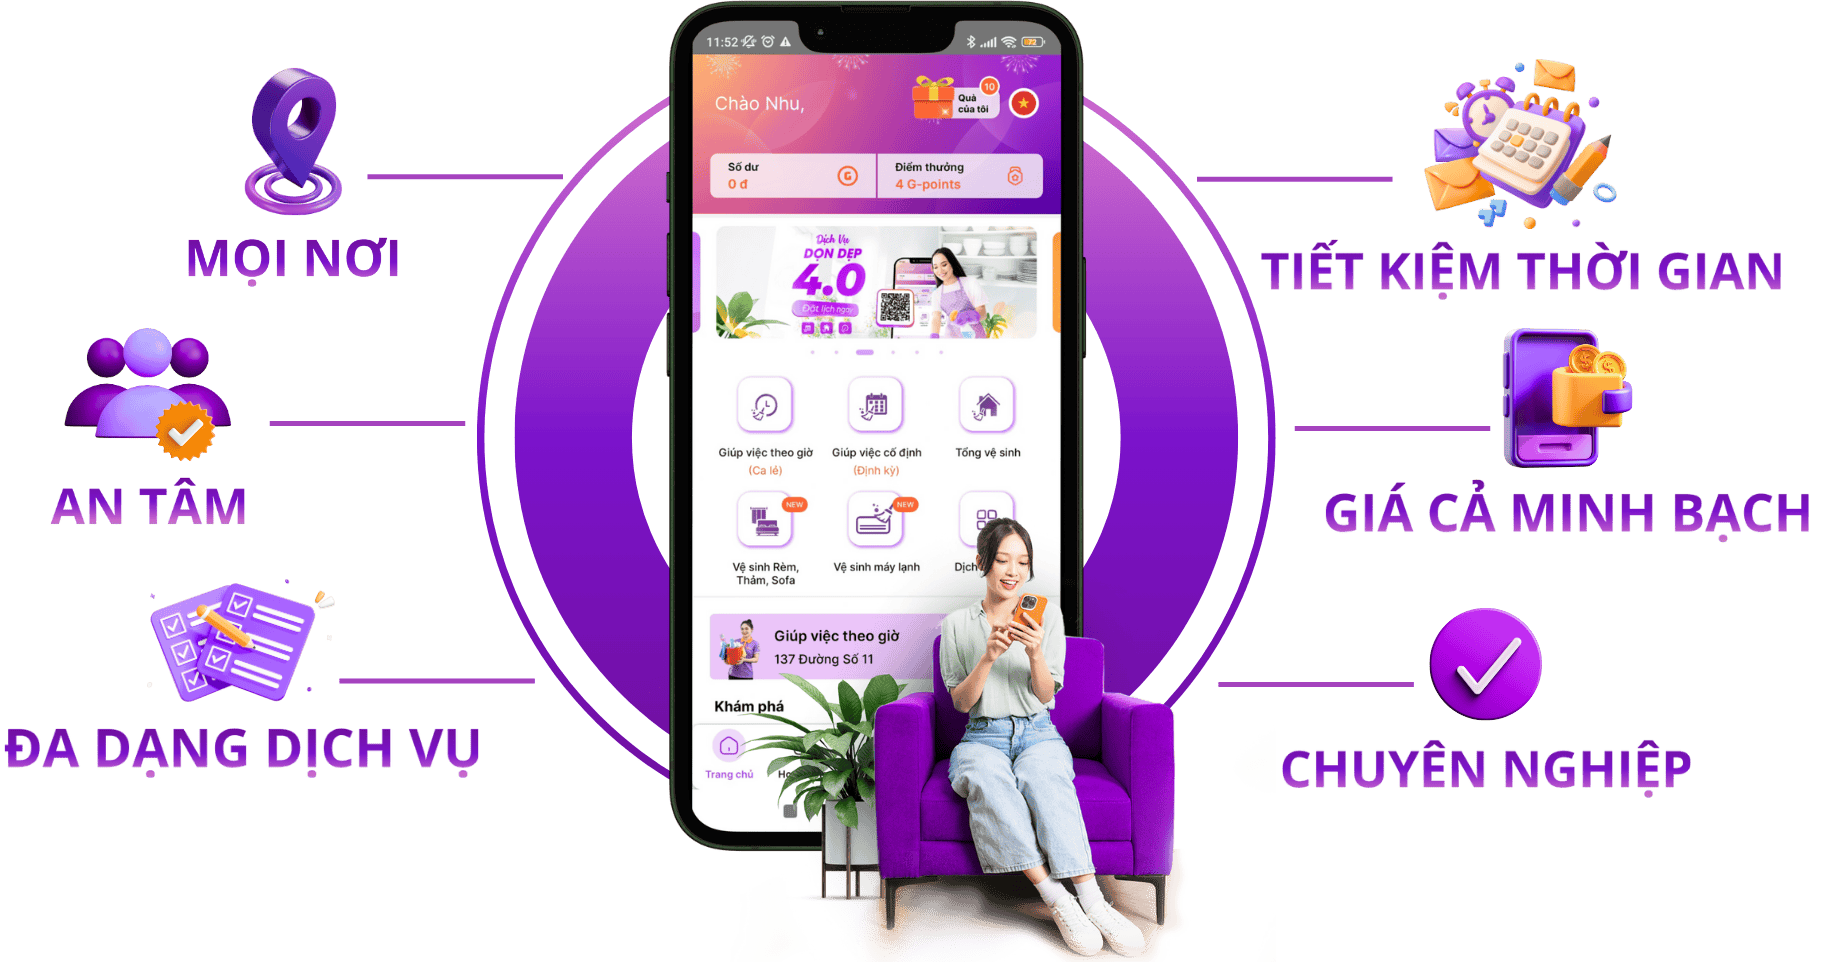 MỌI NƠI
AN TÂM
ĐA DẠNG DỊCH VỤ
11:52
72
Chào Nhu,
10
Quà
của tôi
Số dư
0 đ
G
Điểm thưởng
4 G-points
Dịch Vụ
DỌN DẸP
4.0
Đặt lịch ngay
Giúp việc theo giờ
(Ca lẻ)
Giúp việc cố định
(Định kỳ)
Tổng vệ sinh
NEW
NEW
Vệ sinh Rèm,
Thảm, Sofa
Vệ sinh máy lạnh
Dịch
Giúp việc theo giờ
137 Đường Số 11
Khám phá
Trang chủ
TIẾT KIỆM THỜI GIAN
GIÁ CẢ MINH BẠCH
CHUYÊN NGHIỆP